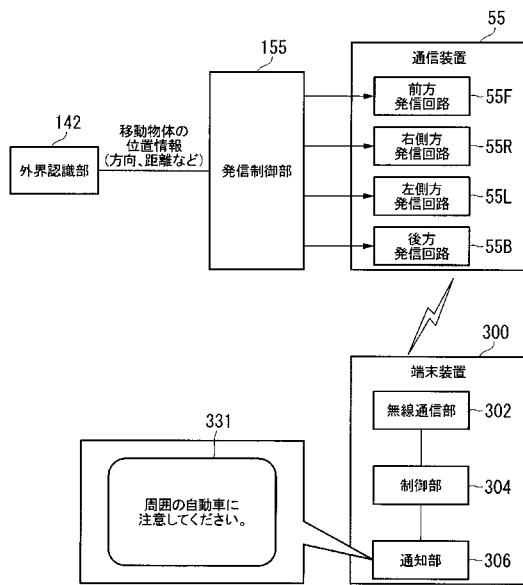 155
55
通信装置
前方
発信回路
55F
142
移動物体の
位置情報
(方向、距離など)
外界認識部
発信制御部
右側方
発信回路
55R
左側方
発信回路
55L
後方
発信回路
55B
300
端末装置
無線通信部
302
331
周囲の自動車に
注意してください。
制御部
304
通知部
306